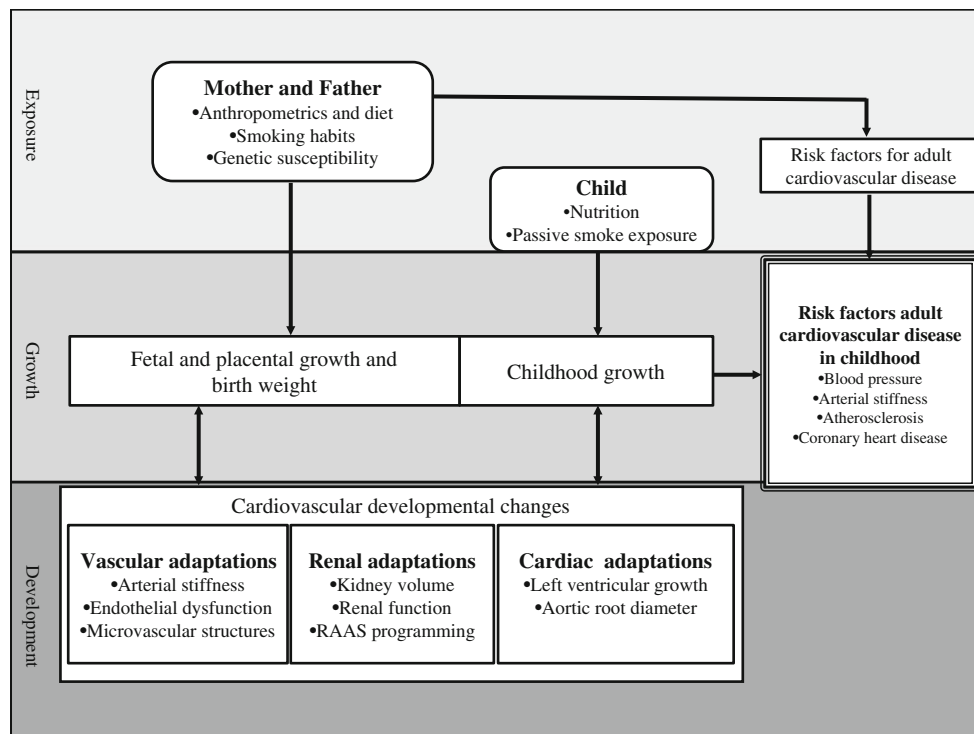 Exposure
Mother and Father
•Anthropometrics and diet
•Smoking habits
•Genetic susceptibility
Child
•Nutrition
•Passive smoke exposure
Risk factors for adult
cardiovascular disease
Growth
Fetal and placental growth and
birth weight
Childhood growth
Risk factors adult
cardiovascular disease
in childhood
•Blood pressure
•Arterial stiffness
•Atherosclerosis
•Coronary heart disease
Development
Cardiovascular developmental changes
Vascular adaptations
•Arterial stiffness
•Endothelial dysfunction
•Microvascular structures
Renal adaptations
•Kidney volume
•Renal function
•RAAS programming
Cardiac adaptations
•Left ventricular growth
•Aortic root diameter